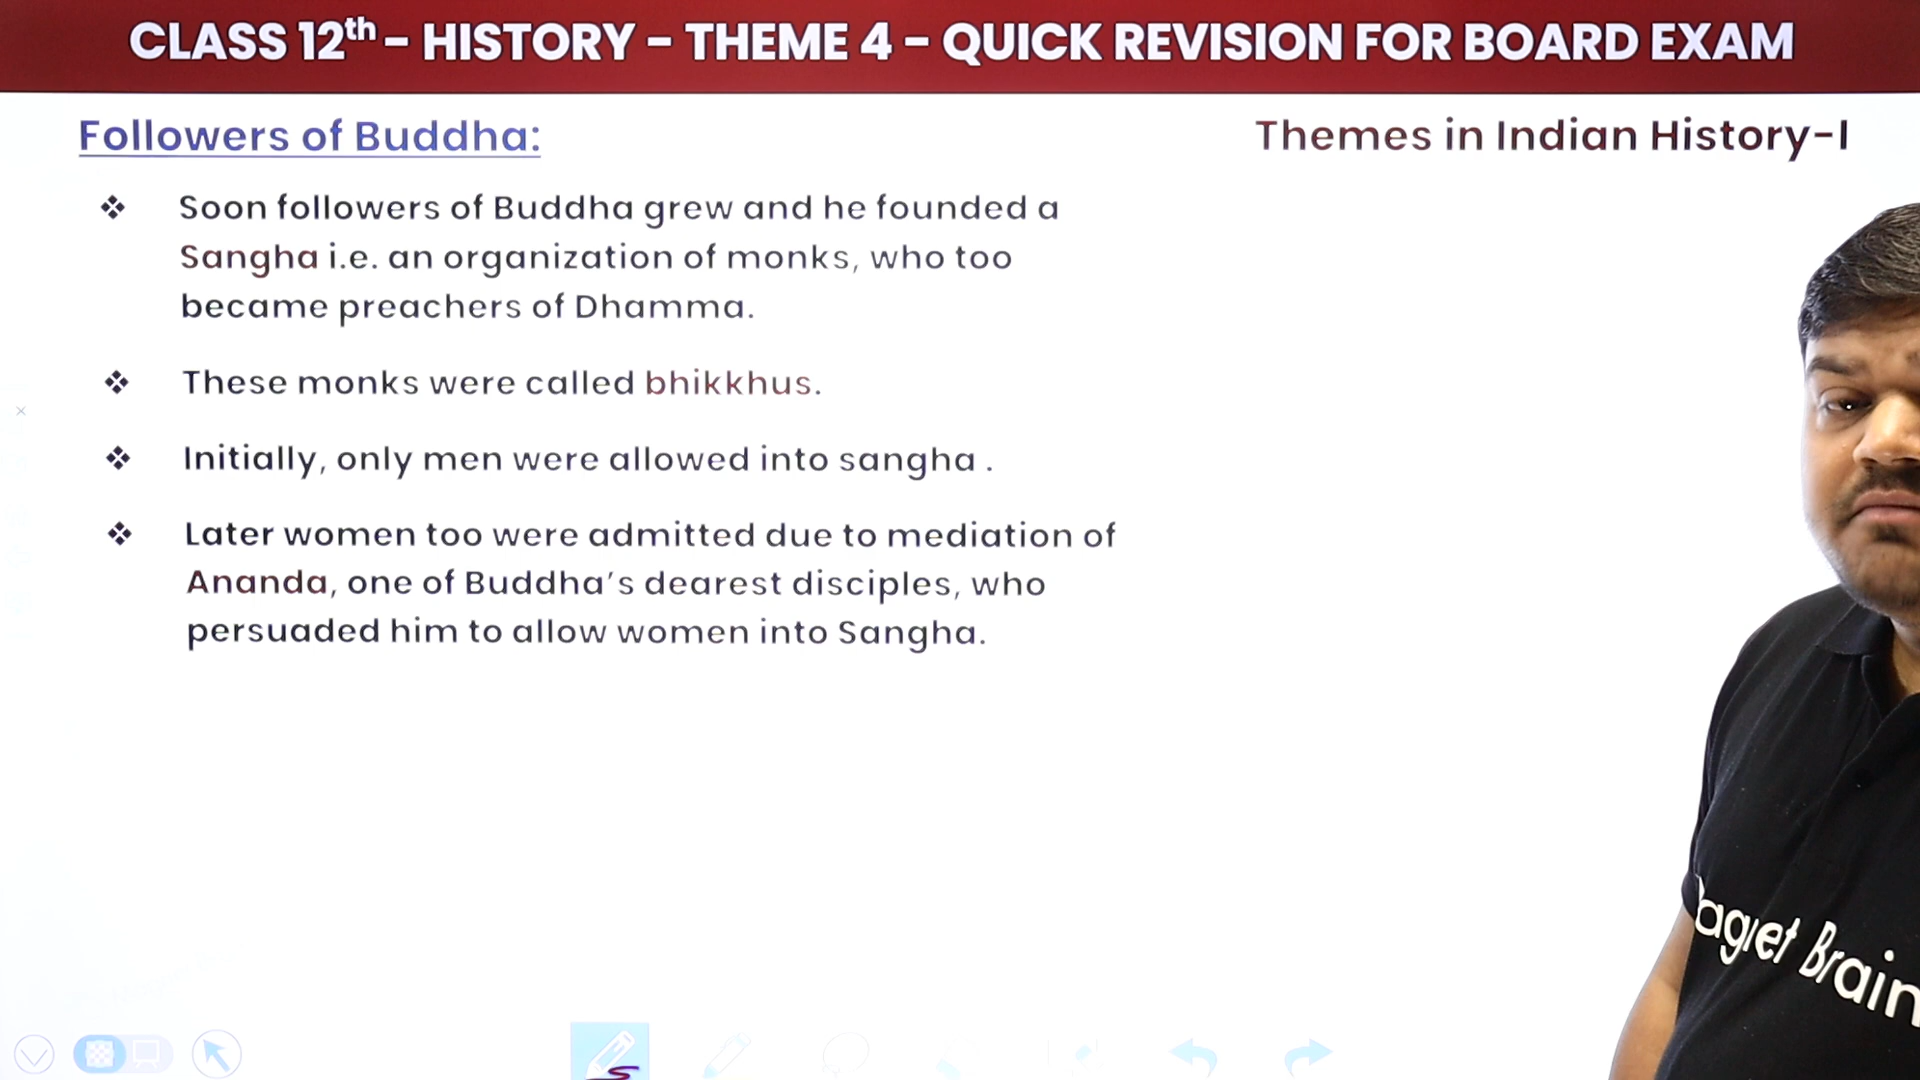 CLASS 12th – HISTORY – THEME 4 – QUICK REVISION FOR BOARD EXAM
Followers of Buddha:
Themes in Indian History-I
❖ Soon followers of Buddha grew and he founded a
Sangha i.e. an organization of monks, who too
became preachers of Dhamma.
❖ These monks were called bhikkhus.
❖ Initially, only men were allowed into sangha .
❖ Later women too were admitted due to mediation of
Ananda, one of Buddha's dearest disciples, who
persuaded him to allow women into Sangha.
Brain